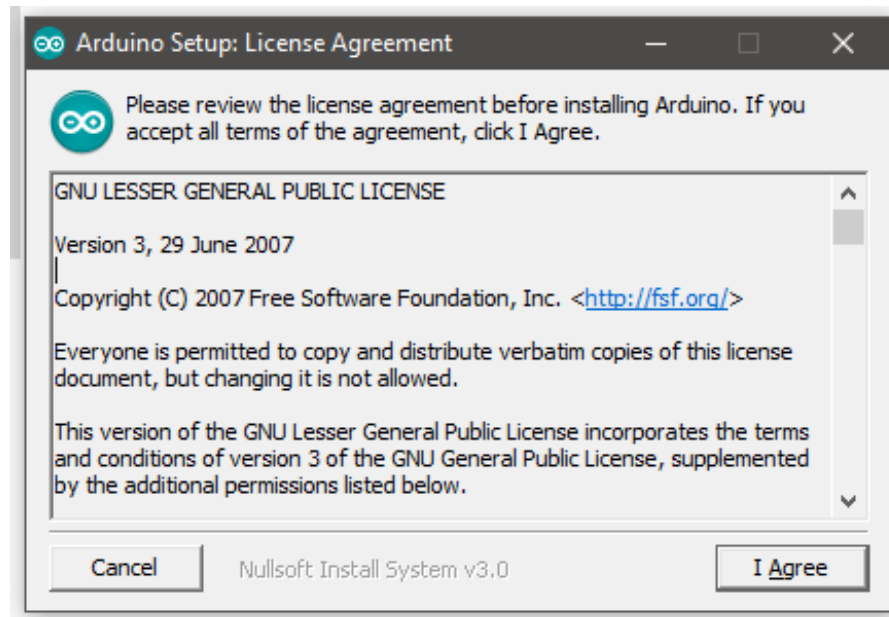 Arduino Setup: License Agreement
Please review the license agreement before installing Arduino. If you
accept all terms of the agreement, click I Agree.
GNU LESSER GENERAL PUBLIC LICENSE
Version 3, 29 June 2007
Copyright (C) 2007 Free Software Foundation, Inc. <http://fsf.org/>
Everyone is permitted to copy and distribute verbatim copies of this license
document, but changing it is not allowed.
This version of the GNU Lesser General Public License incorporates the terms
and conditions of version 3 of the GNU General Public License, supplemented
by the additional permissions listed below.
Cancel
Nullsoft Install System v3.0
I Agree